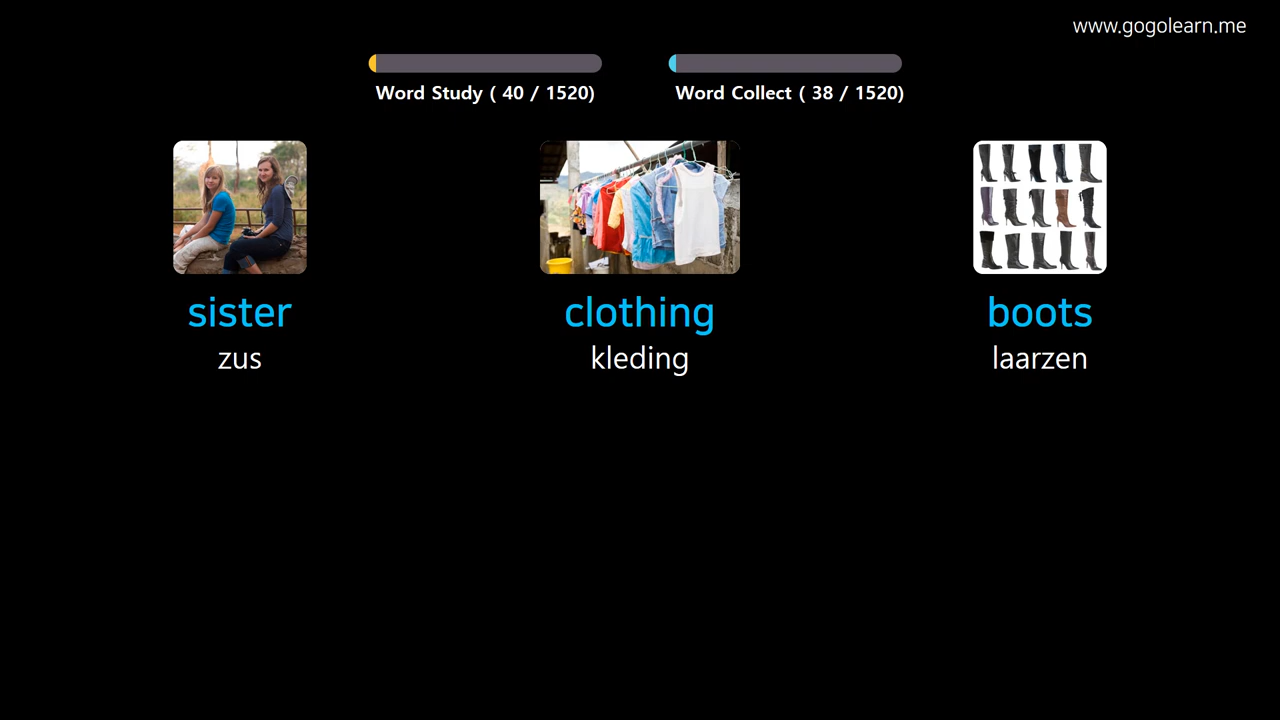 www.gogolearn.me
Word Study ( 40 / 1520)
Word Collect ( 38 / 1520)
sister
zus
clothing
kleding
boots
laarzen